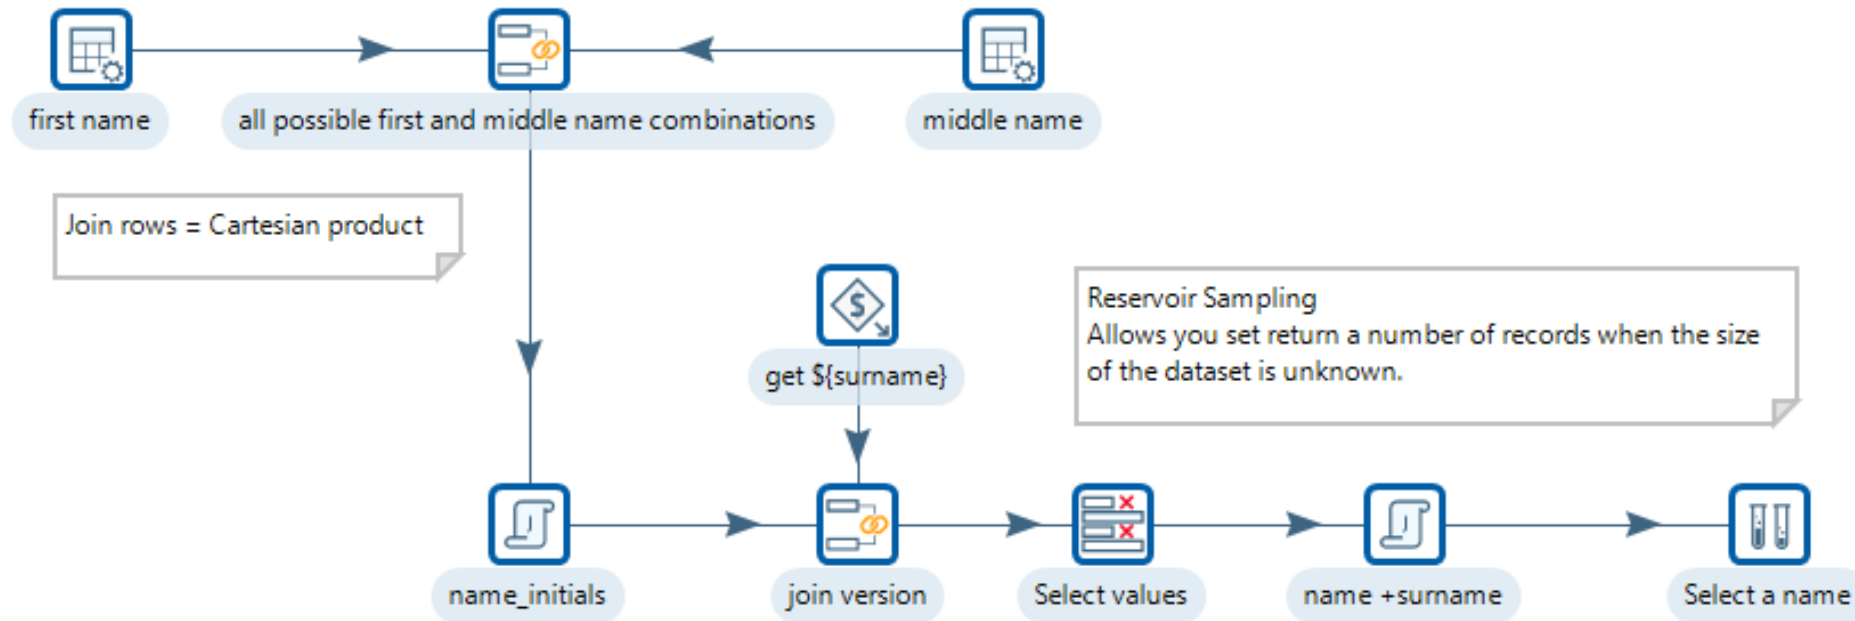 first name
all possible first and middle name combinations
middle name
Join rows = Cartesian product
get ${surname}
Reservoir Sampling
Allows you set return a number of records when the size
of the dataset is unknown.
name_initials
join version
Select values
name +surname
Select a name